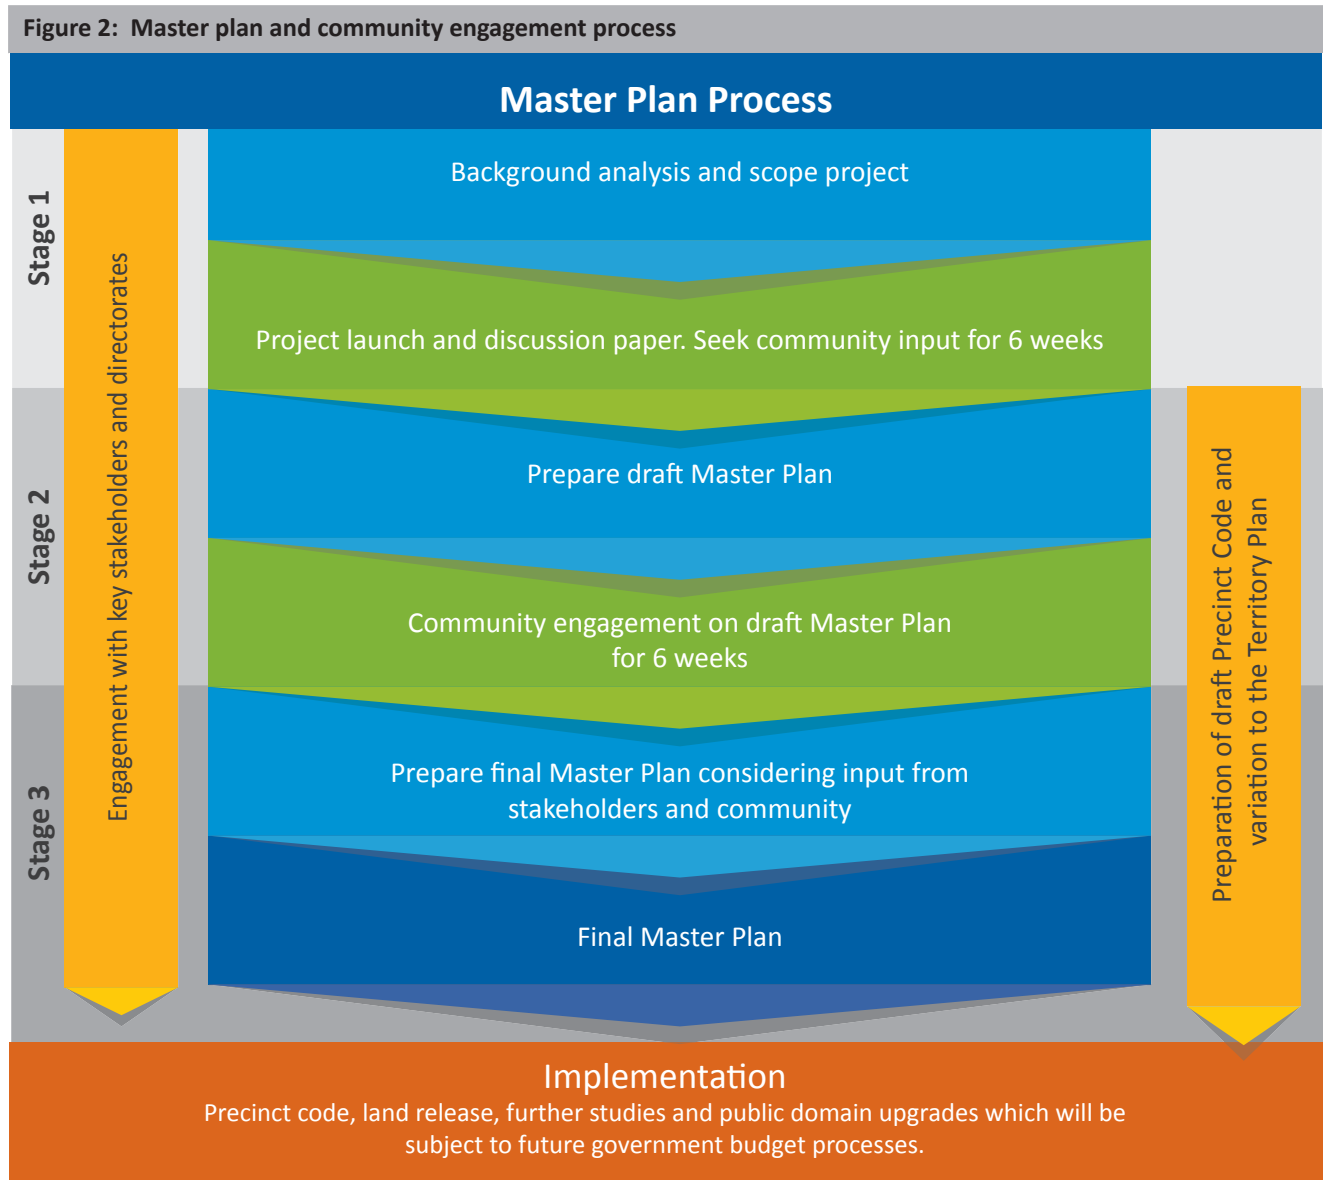 Figure 2: Master plan and community engagement process
Master Plan Process
Stage 1
Stage 2
Stage 3
Engagement with key stakeholders and directorates
Background analysis and scope project
Project launch and discussion paper. Seek community input for 6 weeks
Prepare draft Master Plan
Community engagement on draft Master Plan
for 6 weeks
Prepare final Master Plan considering input from
stakeholders and community
Final Master Plan
Preparation of draft Precinct Code and
variation to the Territory Plan
Implementation
Precinct code, land release, further studies and public domain upgrades which will be
subject to future government budget processes.